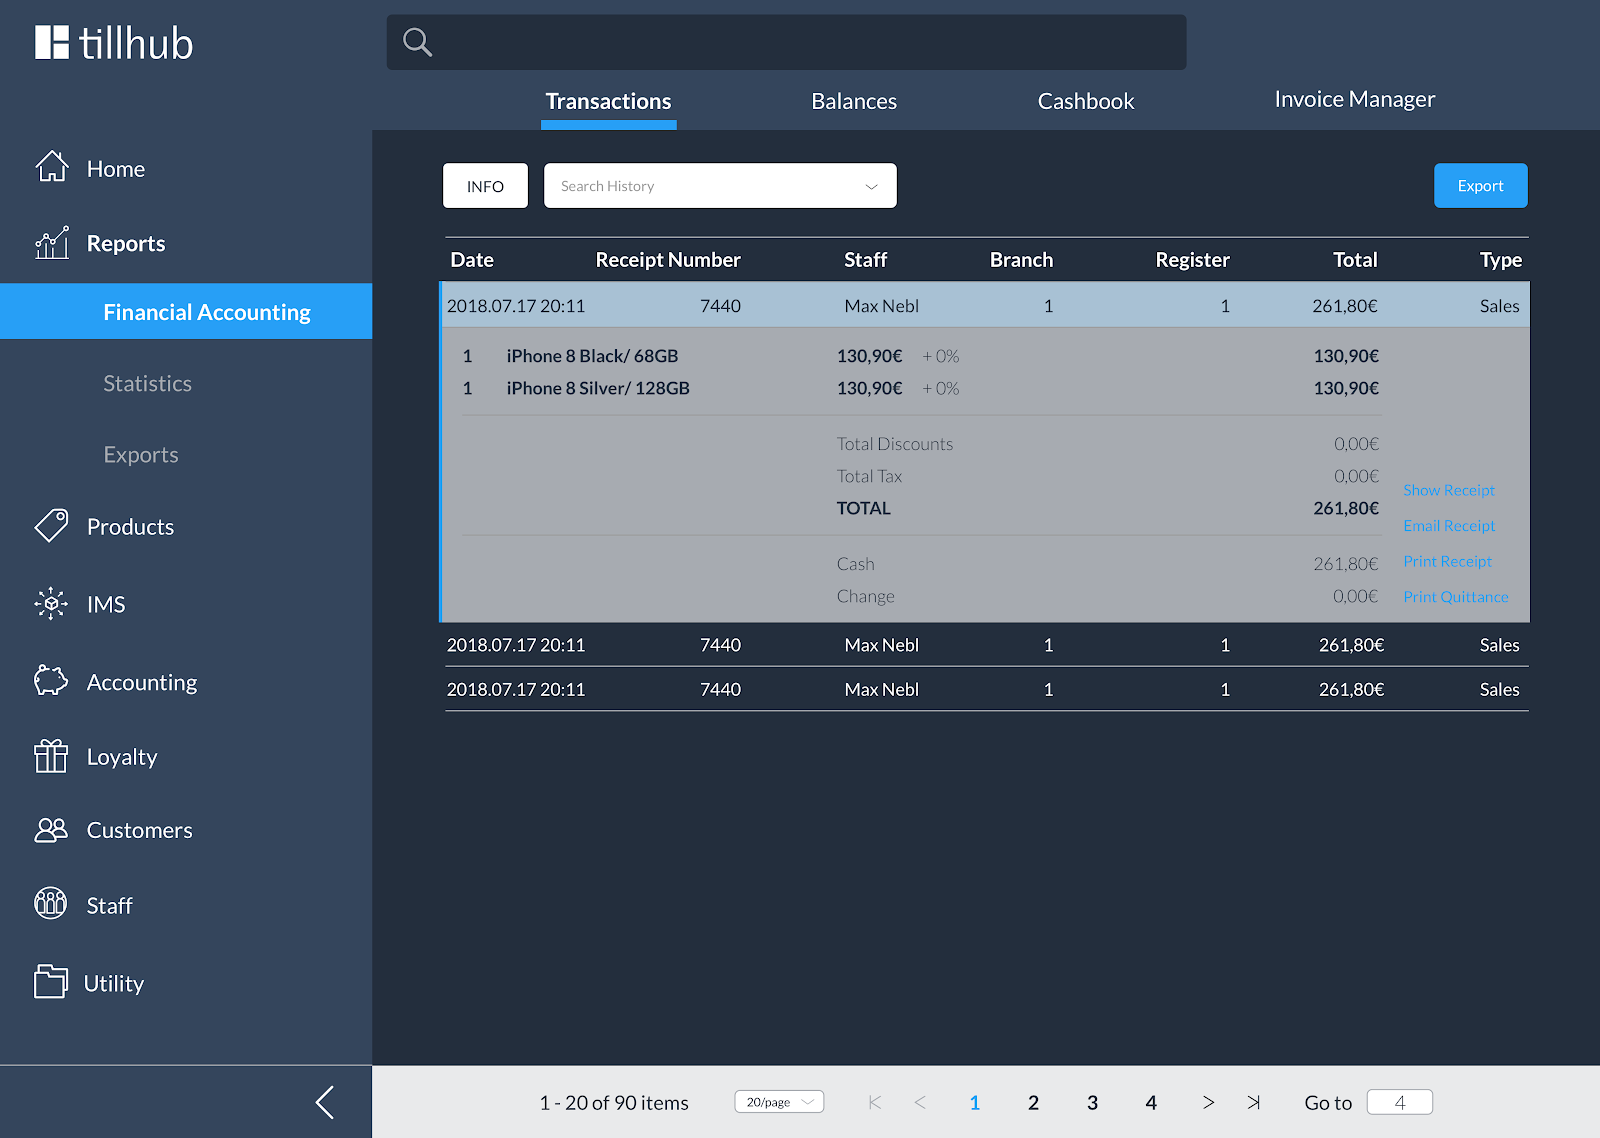 tillhub
Transactions Balances Cashbook Invoice Manager
Home
Reports
Financial Accounting
Statistics
Exports
Products
IMS
Accounting
Loyalty
Customers
Staff
Utility
INFO Search History Export
Date Receipt Number Staff Branch Register Total Type
2018.07.17 20:11 7440 Max Nebl 1 1 261,80€ Sales
1 iPhone 8 Black/ 68GB 130,90€ + 0% 130,90€
1 iPhone 8 Silver/ 128GB 130,90€ + 0% 130,90€
Total Discounts 0,00€
Total Tax 0,00€
TOTAL 261,80€
Cash 261,80€
Change 0,00€
Show Receipt
Email Receipt
Print Receipt
Print Quittance
2018.07.17 20:11 7440 Max Nebl 1 1 261,80€ Sales
2018.07.17 20:11 7440 Max Nebl 1 1 261,80€ Sales
1 - 20 of 90 items 20/page 1 2 3 4 Go to 4